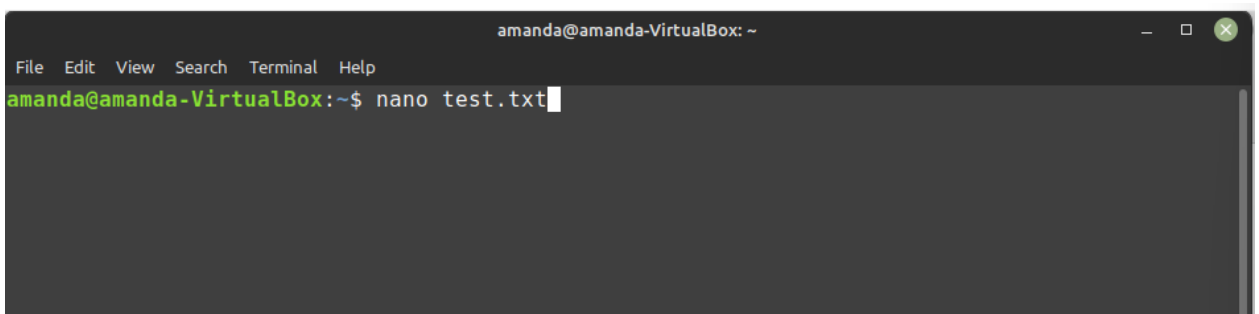 amanda@amanda-VirtualBox: ~
File Edit View Search Terminal Help
amanda@amanda-VirtualBox:~$ nano test.txt